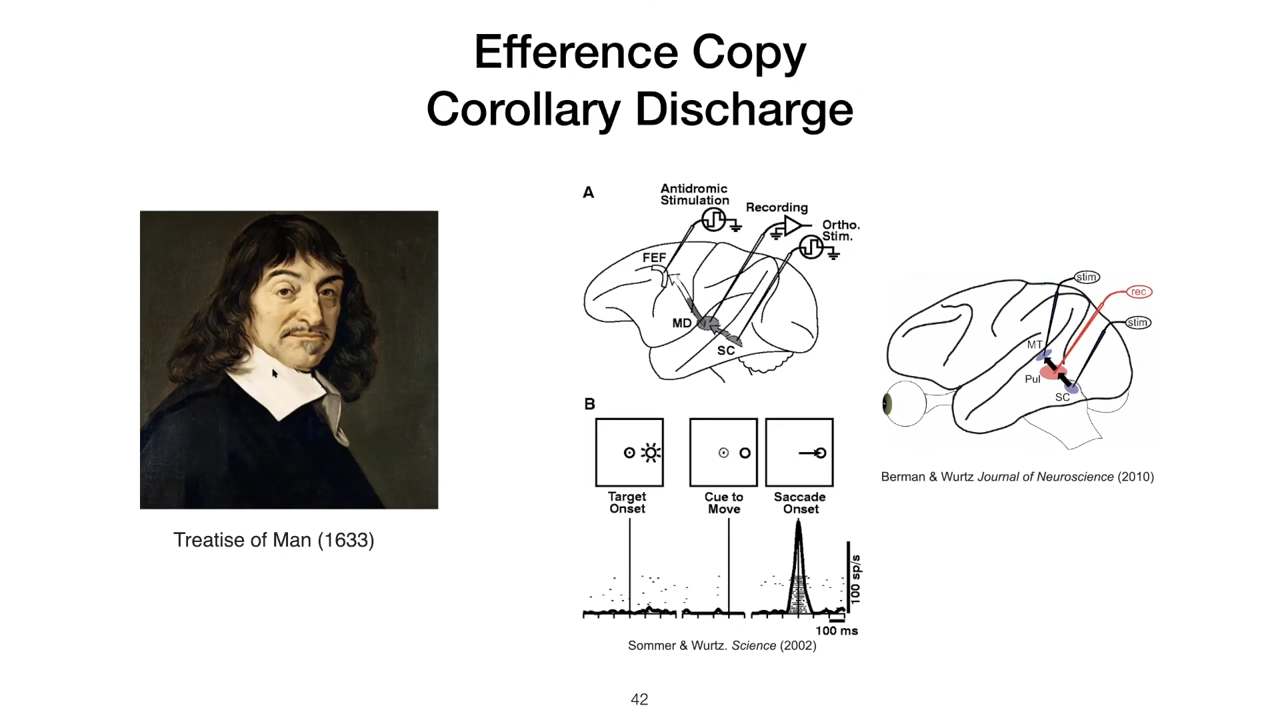 Efference Copy
Corollary Discharge
Treatise of Man (1633)
A
Antidromic
Stimulation
Recording
Ortho.
Stim.
FEF
MD
SC
B
Target
Onset
Cue to
Move
Saccade
Onset
100 sp/s
100 ms
Sommer & Wurtz. Science (2002)
stim
rec
stim
MT
Pul
SC
Berman & Wurtz Journal of Neuroscience (2010)
42